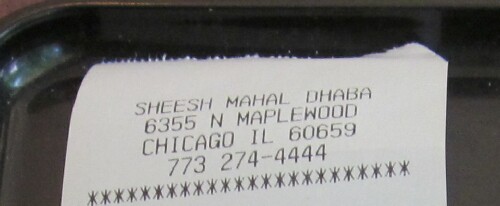 SHEESH MAHAL DHABA
6355 N MAPLEWOOD
CHICAGO IL 60659
773 274-4444
*************************